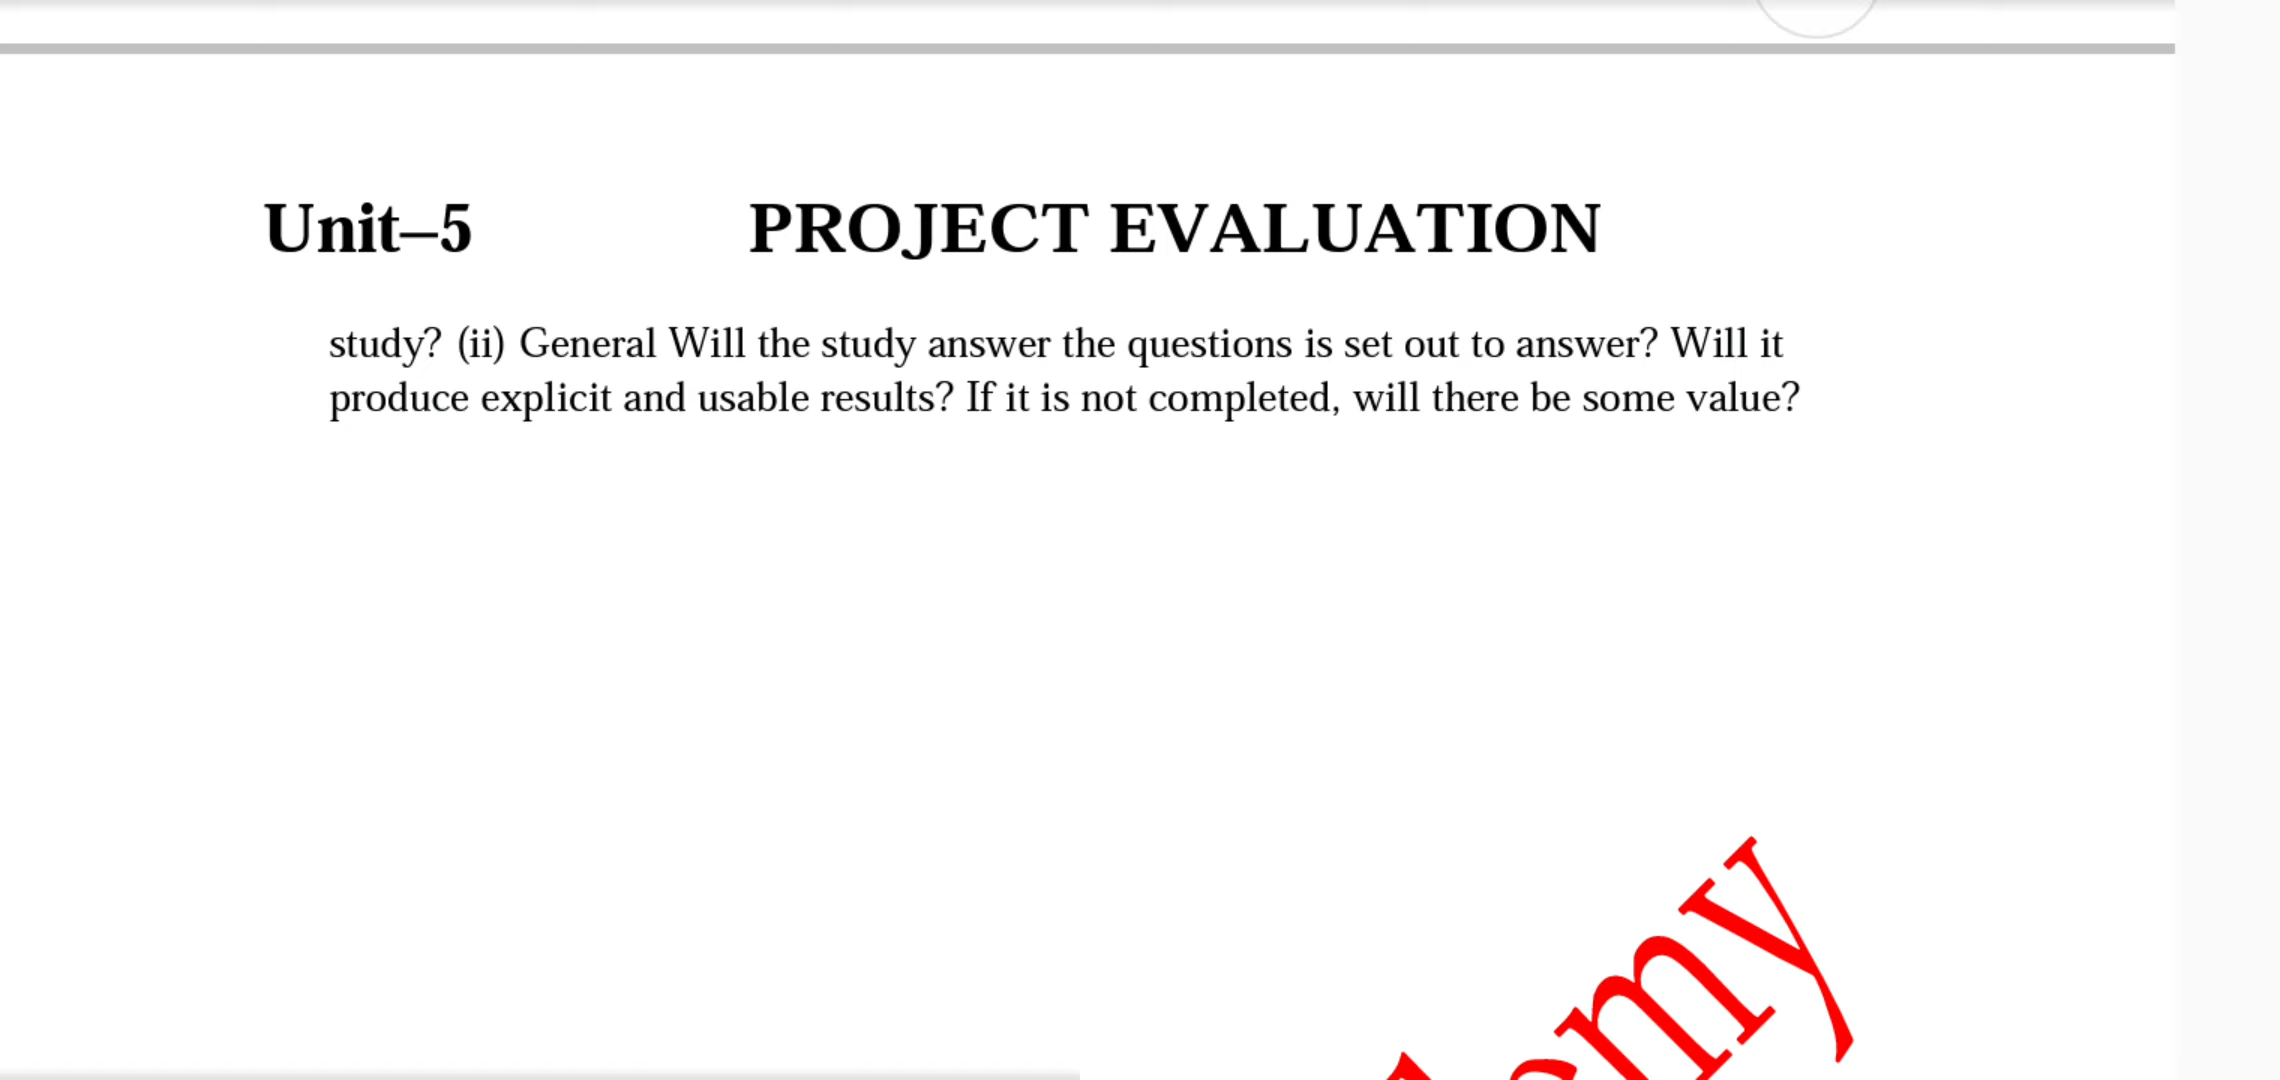 Unit–5 PROJECT EVALUATION
study? (ii) General Will the study answer the questions is set out to answer? Will it
produce explicit and usable results? If it is not completed, will there be some value?